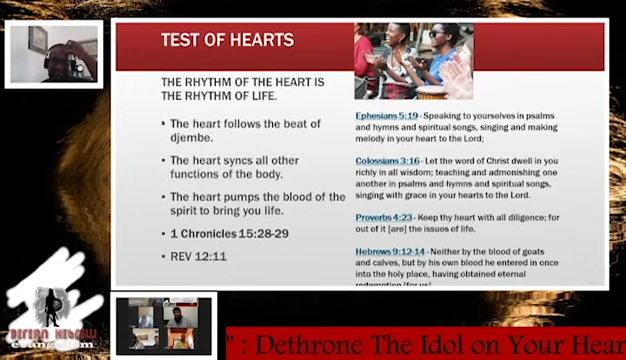 TEST OF HEARTS
THE RHYTHM OF THE HEART IS
THE RHYTHM OF LIFE.
• The heart follows the beat of
djembe.
• The heart syncs all other
functions of the body.
• The heart pumps the blood of the
spirit to bring you life.
• 1 Chronicles 15:28-29
• REV 12:11
Ephesians 5:19 - Speaking to yourselves in psalms
and hymns and spiritual songs, singing and making
melody in your heart to the Lord;
Colossians 3:16 - Let the word of Christ dwell in you
richly in all wisdom; teaching and admonishing one
another in psalms and hymns and spiritual songs,
singing with grace in your hearts to the Lord.
Proverbs 4:23 - Keep thy heart with all diligence; for
out of it [are] the issues of life.
Hebrews 9:12-14 - Neither by the blood of goats
and calves, but by his own blood he entered in once
into the holy place, having obtained eternal
redemption [for us]
" : Dethrone The Idol on Your Hear